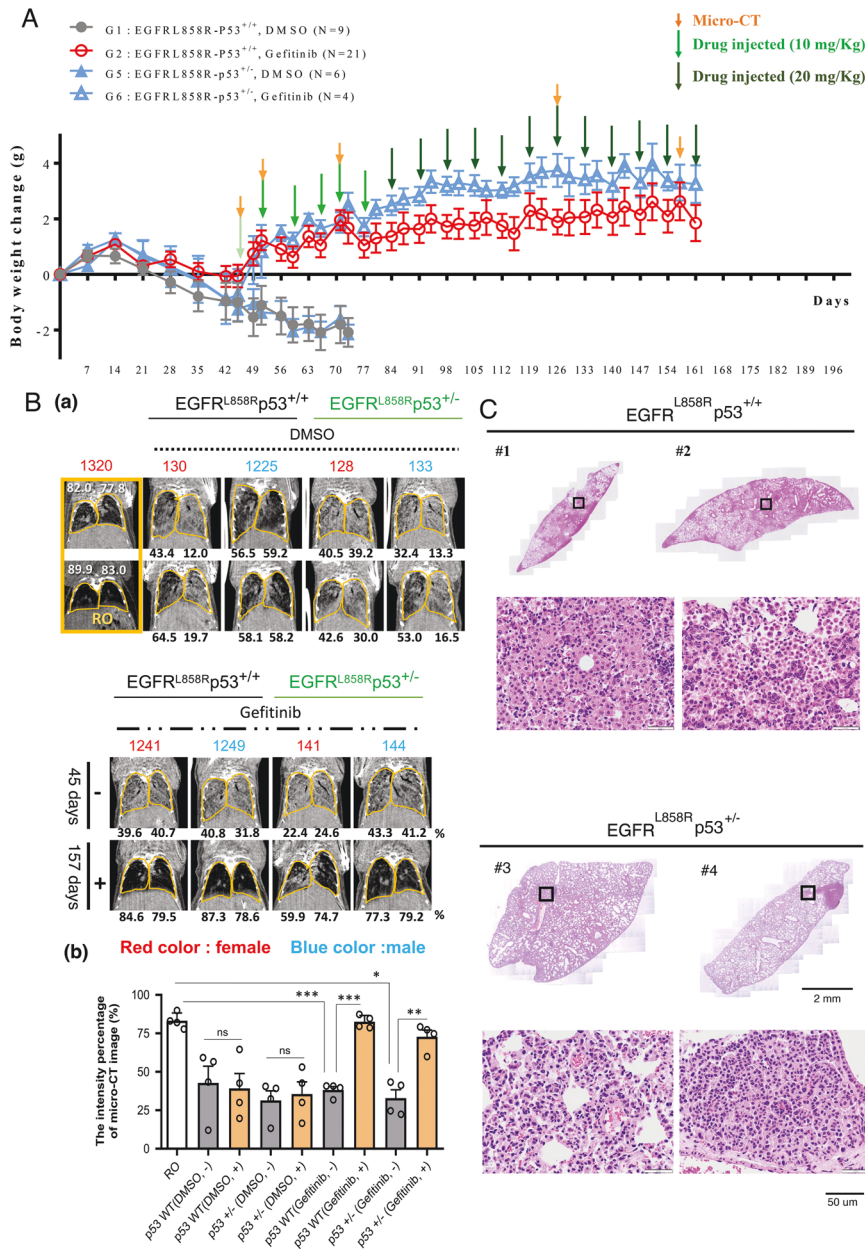 A
G1 : EGFRL858R-P53+/+, DMSO (N=9)
G2 : EGFRL858R-P53+/+, Gefitinib (N=21)
G5 : EGFRL858R-p53+/-, DMSO (N=6)
G6 : EGFRL858R-p53+/-, Gefitinib (N=4)
Micro-CT
Drug injected (10 mg/Kg)
Drug injected (20 mg/Kg)
Body weight change (g)
6
4
2
0
-2
Days
7 14 21 28 35 42 49 56 63 70 77 84 91 98 105 112 119 126 133 140 147 154 161 168 175 182 189 196
B (a)
EGFRL858Rp53+/+ EGFRL858Rp53+/-
DMSO
1320 130 1225 128 133
82.0 77.8
43.4 12.0 56.5 59.2 40.5 39.2 32.4 13.3
89.9 83.0
RO
64.5 19.7 58.1 58.2 42.6 30.0 53.0 16.5
EGFRL858Rp53+/+ EGFRL858Rp53+/-
Gefitinib
1241 1249 141 144
45 days -
39.6 40.7 40.8 31.8 22.4 24.6 43.3 41.2 %
157 days +
84.6 79.5 87.3 78.6 59.9 74.7 77.3 79.2 %
Red color : female Blue color :male
(b)
The intensity percentage
of micro-CT image (%)
100
75
50
25
0
ns ns *** *** * **
RO
p53 WT(DMSO, -)
p53 WT(DMSO, +)
p53 +/- (DMSO, -)
p53 +/- (DMSO, +)
p53 WT(Gefitinib, -)
p53 WT(Gefitinib, +)
p53 +/- (Gefitinib, -)
p53 +/- (Gefitinib, +)
C
EGFRL858R p53+/+
#1 #2
EGFRL858R p53+/-
#3 #4
2 mm
50 um